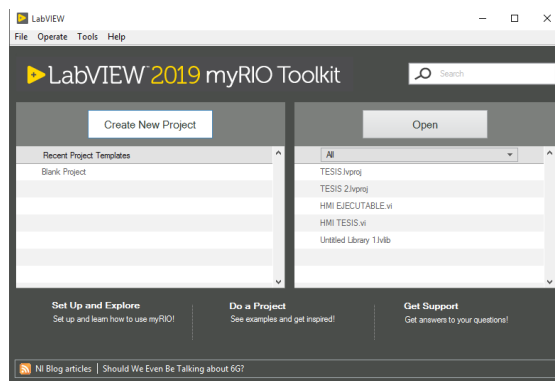 LabVIEW
File Operate Tools Help
LabVIEW 2019 myRIO Toolkit
Search
Create New Project
Open
Recent Project Templates
All
Blank Project
TESIS.lvproj
TESIS 2.lvproj
HMI EJECUTABLE.vi
HMI TESIS.vi
Untitled Library 1.lvlib
Set Up and Explore
Set up and learn how to use myRIO!
Do a Project
See examples and get inspired!
Get Support
Get answers to your questions!
NI Blog articles | Should We Even Be Talking about 6G?